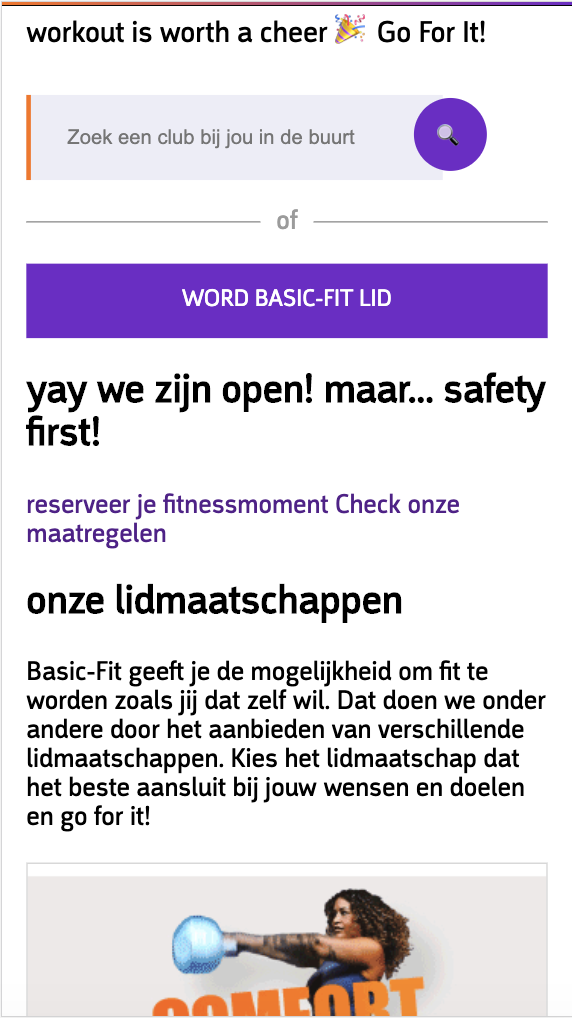 workout is worth a cheer 🎉 Go For It!
Zoek een club bij jou in de buurt
of
WORD BASIC-FIT LID
yay we zijn open! maar... safety
first!
reserveer je fitnessmoment Check onze
maatregelen
onze lidmaatschappen
Basic-Fit geeft je de mogelijkheid om fit te
worden zoals jij dat zelf wil. Dat doen we onder
andere door het aanbieden van verschillende
lidmaatschappen. Kies het lidmaatschap dat
het beste aansluit bij jouw wensen en doelen
en go for it!
COMFORT